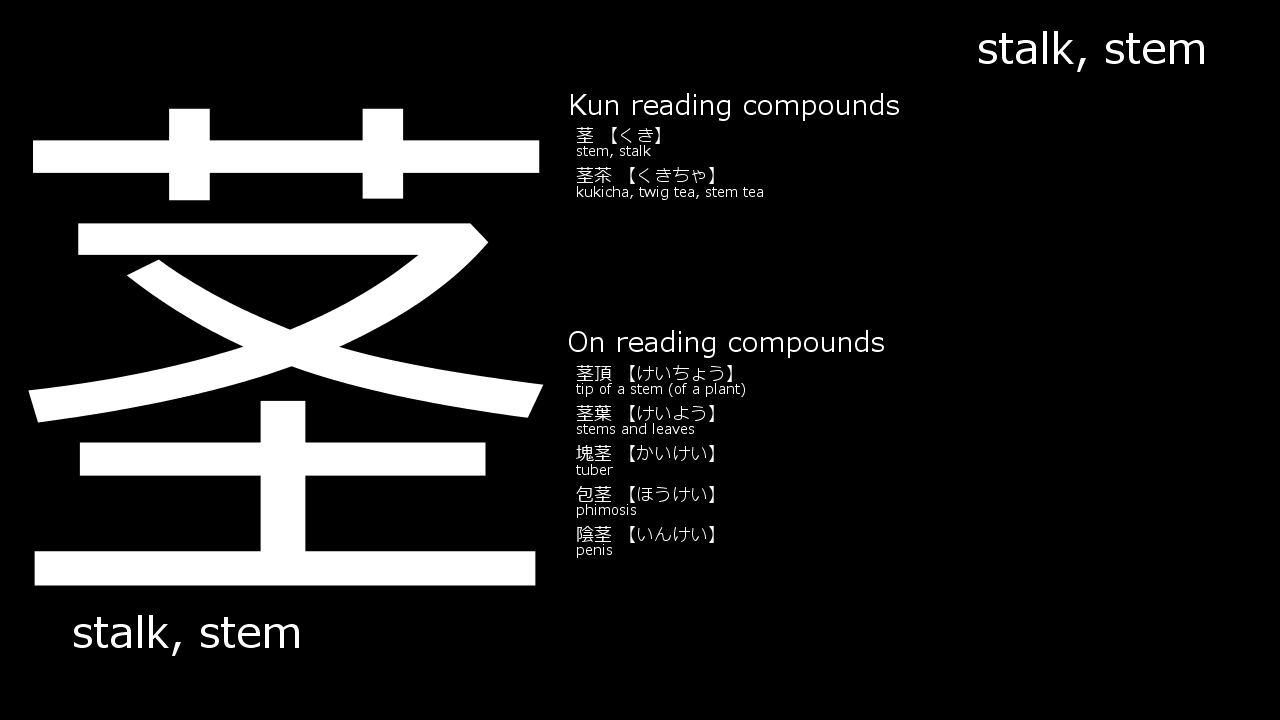 stalk, stem
茎
stalk, stem
Kun reading compounds
茎 【くき】
stem, stalk
茎茶 【くきちゃ】
kukicha, twig tea, stem tea
On reading compounds
茎頂 【けいちょう】
tip of a stem (of a plant)
茎葉 【けいよう】
stems and leaves
塊茎 【かいけい】
tuber
包茎 【ほうけい】
phimosis
陰茎 【いんけい】
penis